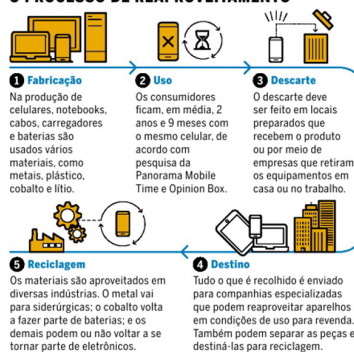 O PROCESSO DE REAPROVEITAMENTO
1 Fabricação
Na produção de
celulares, notebooks,
cabos, carregadores
e baterias são
usados vários
materiais, como
metais, plástico,
cobalto e lítio.
2 Uso
Os consumidores
ficam, em média, 2
anos e 9 meses com
o mesmo celular, de
acordo com
pesquisa da
Panorama Mobile
Time e Opinion Box.
3 Descarte
O descarte deve
ser feito em locais
preparados que
recebem o produto
ou por meio de
empresas que retiram
os equipamentos em
casa ou no trabalho.
4 Destino
Tudo o que é recolhido é enviado
para companhias especializadas
que podem reaproveitar aparelhos
em condições de uso para revenda.
Também podem separar as peças e
destiná-las para reciclagem.
5 Reciclagem
Os materiais são aproveitados em
diversas indústrias. O metal vai
para siderúrgicas; o cobalto volta
a fazer parte de baterias; e os
demais podem ou não voltar a se
tornar parte de eletrônicos.